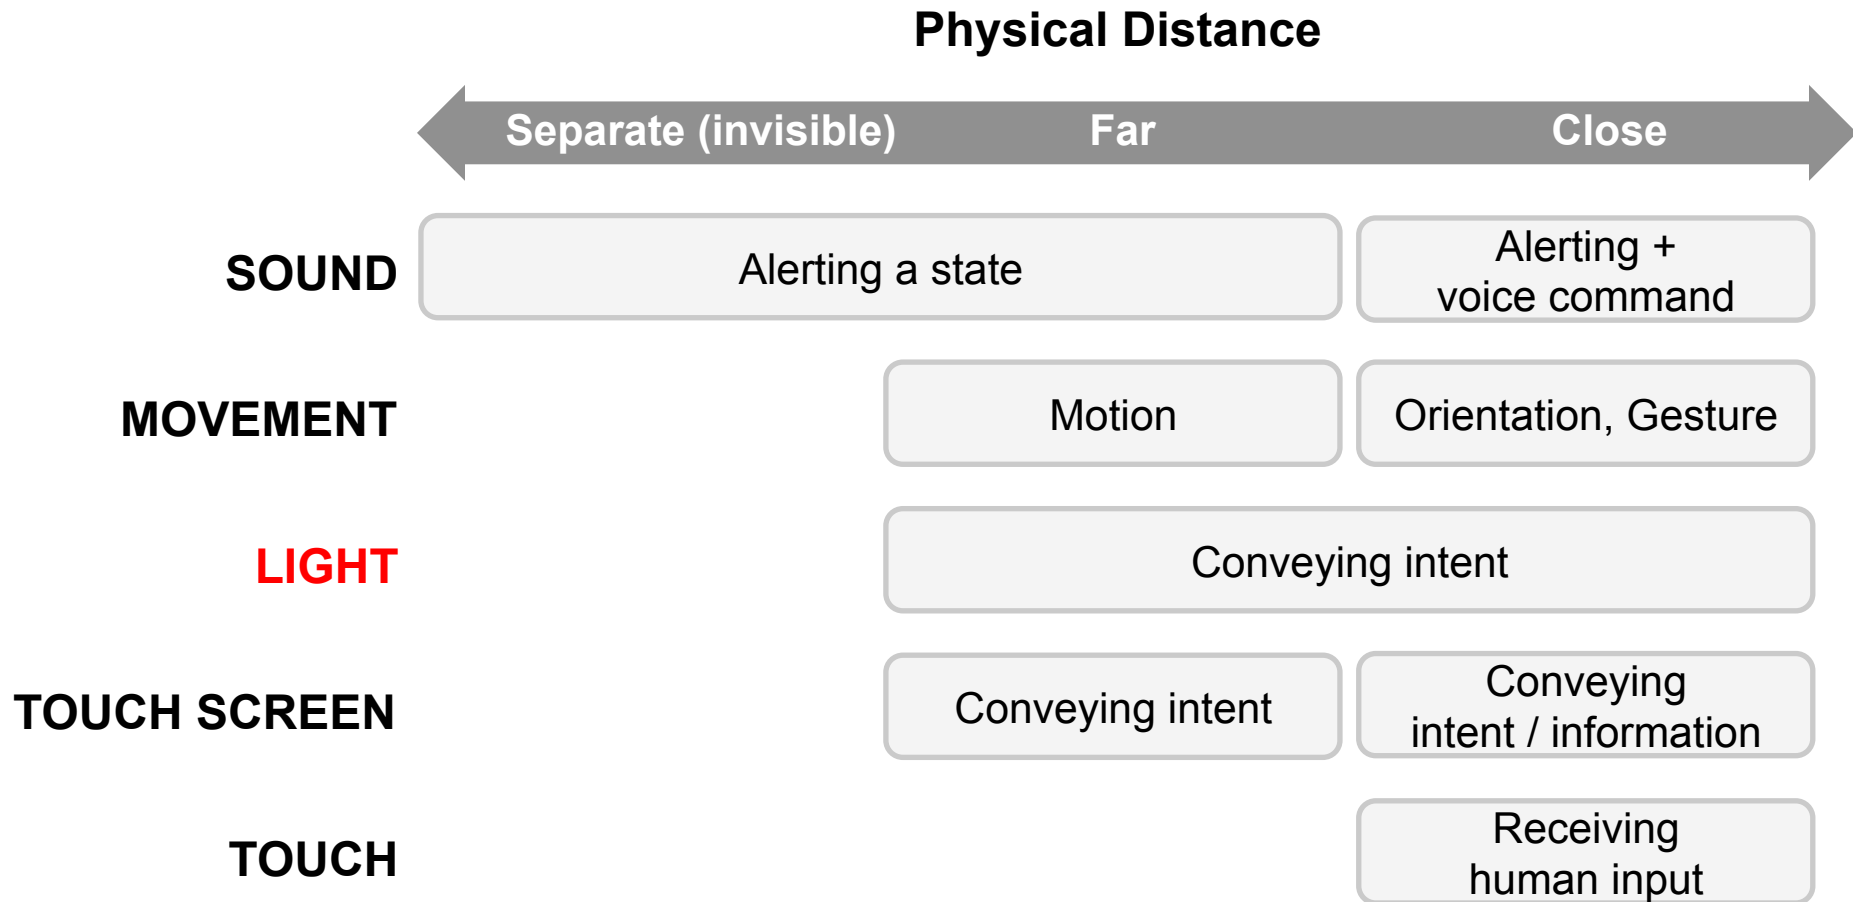 Physical Distance
Separate (invisible) Far Close
SOUND Alerting a state Alerting +
voice command
MOVEMENT Motion Orientation, Gesture
LIGHT Conveying intent
TOUCH SCREEN Conveying intent Conveying
intent / information
TOUCH Receiving
human input